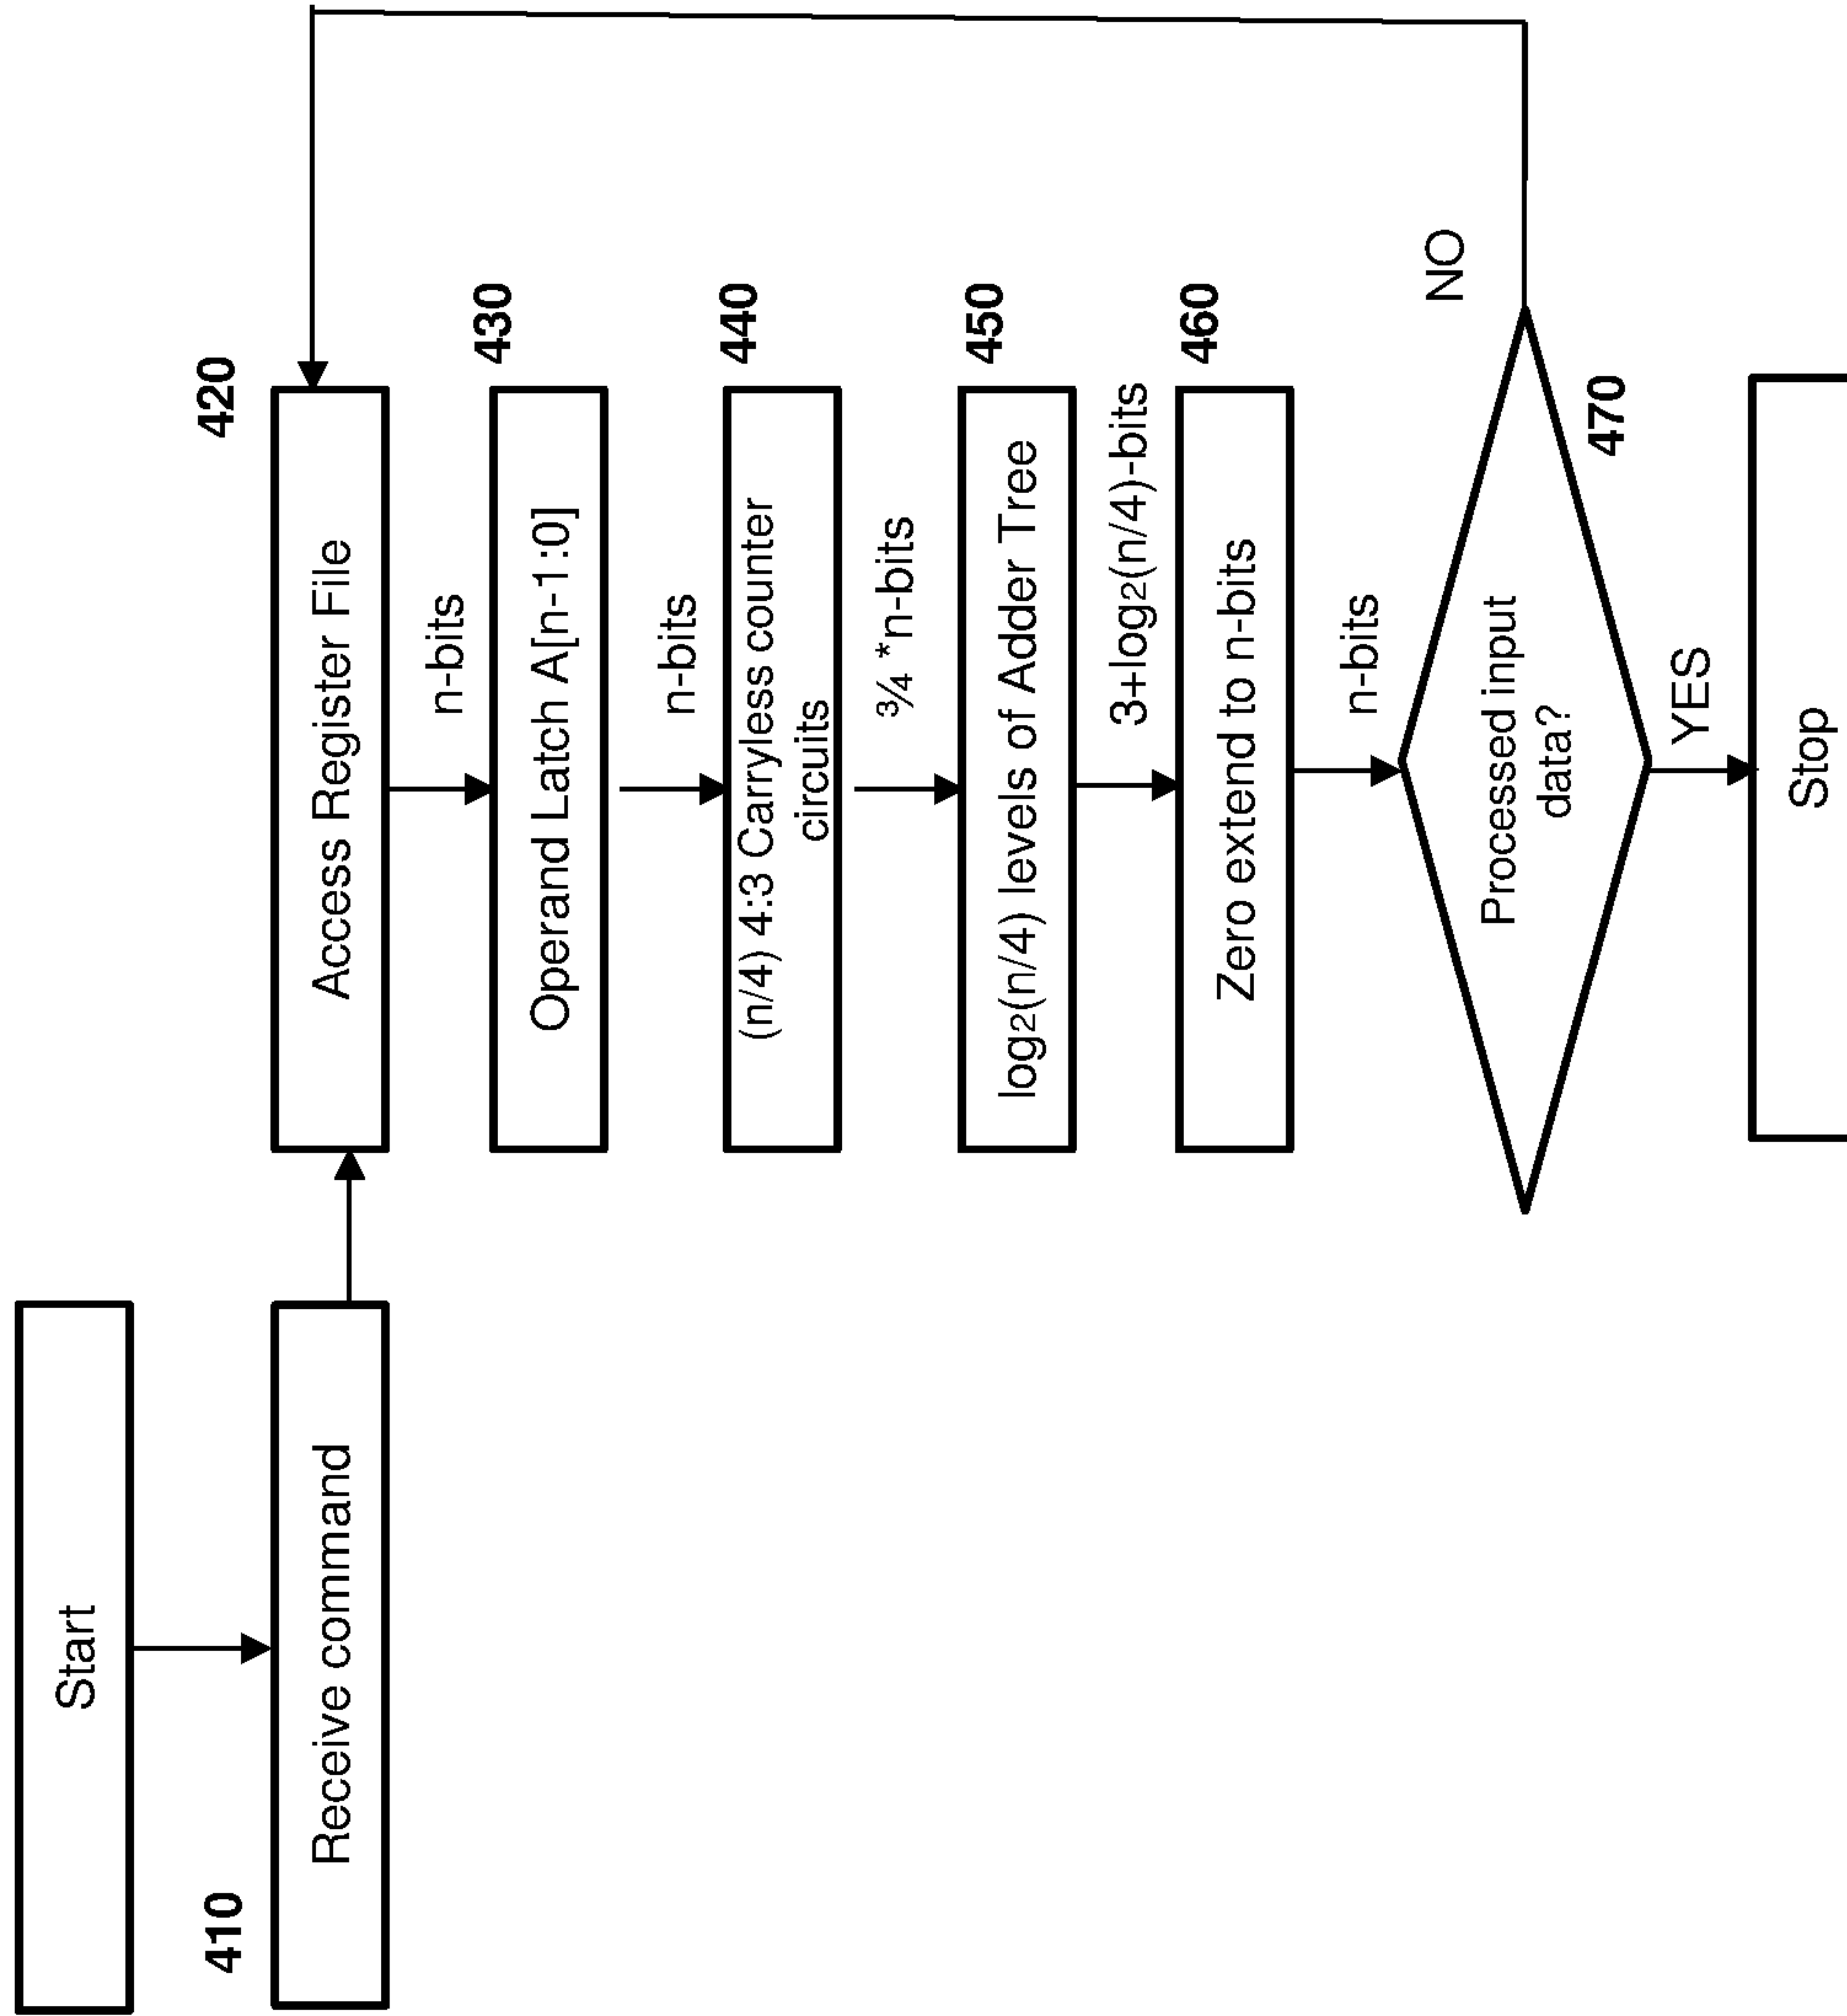 Start
410
Receive command
420
Access Register File
n-bits
430
Operand Latch A[n-1:0]
n-bits
440
(n/4) 4:3 Carryless counter
circuits
¾ *n-bits
450
log₂(n/4) levels of Adder Tree
3+log₂(n/4)-bits
460
Zero extend to n-bits
n-bits
NO
Processed input
data?
470
YES
Stop